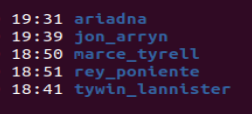 19:31 ariadna
19:39 jon_arryn
18:50 marce_tyrell
18:51 rey_poniente
18:41 tywin_lannister